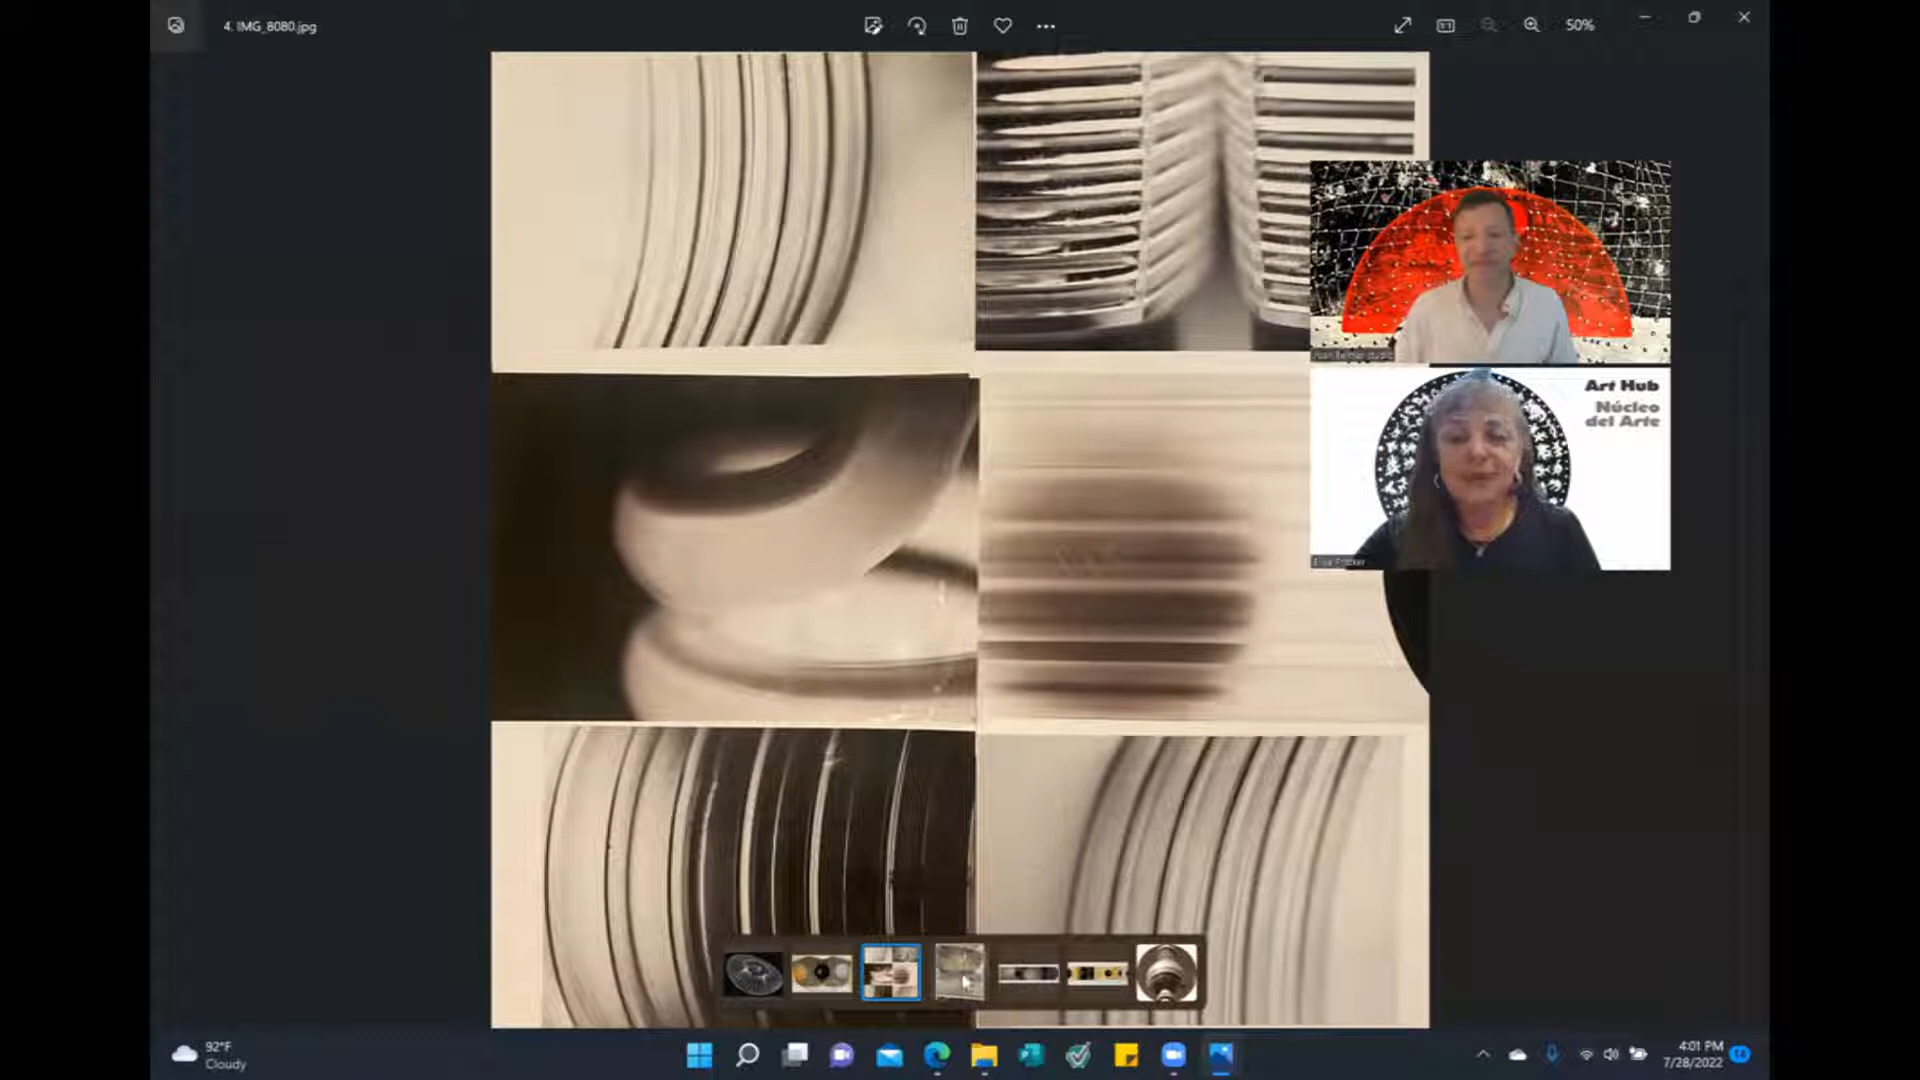 4. IMG_8080.jpg
50%
Art Hub
Núcleo
del Arte
92°F
Cloudy
4:01 PM
7/28/2022